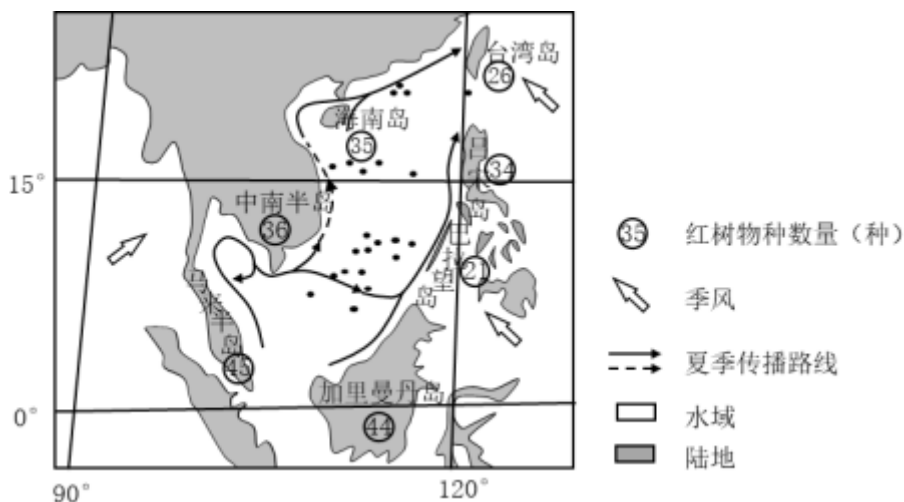 台湾岛
26
海南岛
35
吕宋岛
34
15°
中南半岛
36
巴拉望岛
21
马来半岛
45
加里曼丹岛
44
0°
90°
120°
35 红树物种数量（种）
季风
夏季传播路线
水域
陆地